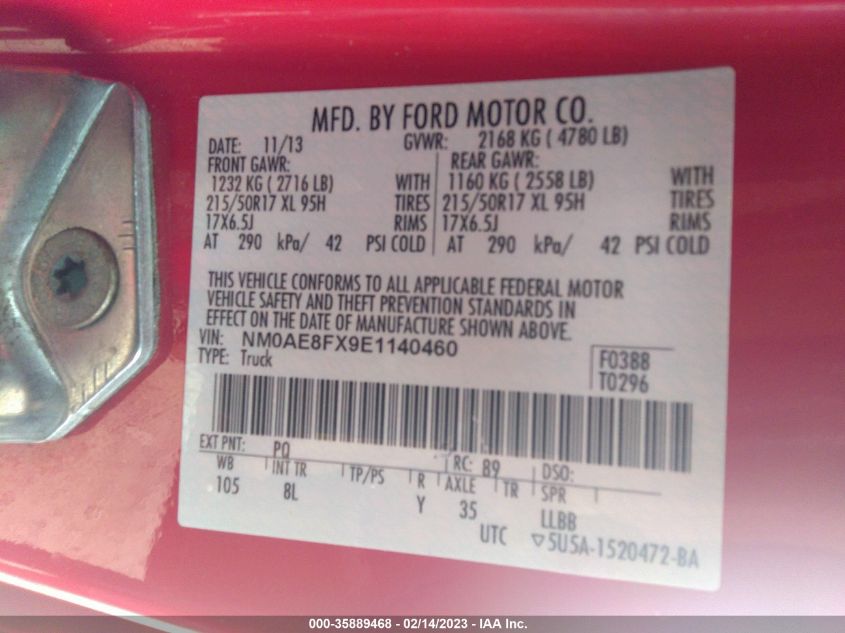 MFD. BY FORD MOTOR CO.
DATE: 11/13 GVWR: 2168 KG ( 4780 LB)
FRONT GAWR: REAR GAWR:
1232 KG ( 2716 LB) WITH 1160 KG ( 2558 LB) WITH
215/50R17 XL 95H TIRES 215/50R17 XL 95H TIRES
17X6.5J RIMS 17X6.5J RIMS
AT 290 kPa/ 42 PSI COLD AT 290 kPa/ 42 PSI COLD
THIS VEHICLE CONFORMS TO ALL APPLICABLE FEDERAL MOTOR
VEHICLE SAFETY AND THEFT PREVENTION STANDARDS IN
EFFECT ON THE DATE OF MANUFACTURE SHOWN ABOVE.
VIN: NM0AE8FX9E1140460
TYPE: Truck
F0388
T0296
EXT PNT: PQ RC: 89 DSO:
WB INT TR TP/PS R AXLE TR SPR
105 8L Y 35 LLBB
UTC ▽5U5A-1520472-BA
000-35889468 - 02/14/2023 - IAA Inc.